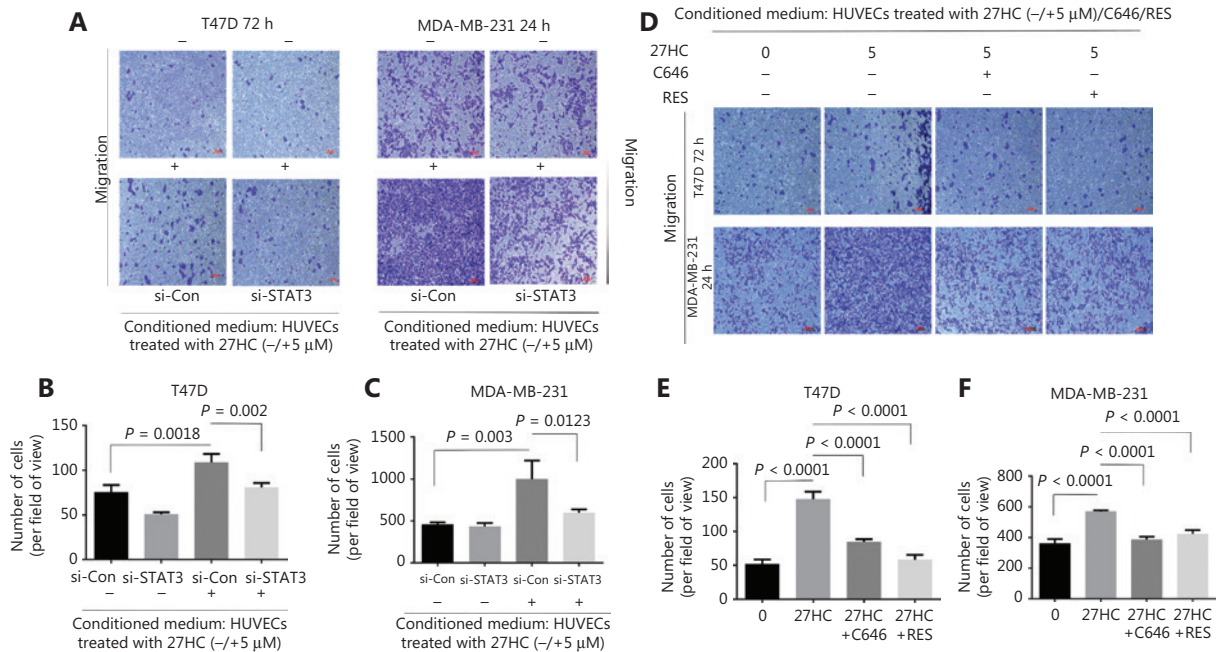 A
T47D 72 h
MDA-MB-231 24 h
– – – –
+ + + +
Migration
Migration
si-Con si-STAT3 si-Con si-STAT3
Conditioned medium: HUVECs
treated with 27HC (–/+5 μM)
Conditioned medium: HUVECs
treated with 27HC (–/+5 μM)
D
Conditioned medium: HUVECs treated with 27HC (–/+5 μM)/C646/RES
27HC 0 5 5 5
C646 – – + –
RES – – – +
Migration
T47D 72 h
MDA-MB-231
24 h
B
T47D
P = 0.002
P = 0.0018
Number of cells
(per field of view)
150
100
50
0
si-Con si-STAT3 si-Con si-STAT3
– – + +
Conditioned medium: HUVECs
treated with 27HC (–/+5 μM)
C
MDA-MB-231
P = 0.0123
P = 0.003
Number of cells
(per field of view)
1500
1000
500
0
si-Con si-STAT3 si-Con si-STAT3
– – + +
Conditioned medium: HUVECs
treated with 27HC (–/+5 μM)
E
T47D
P < 0.0001
P < 0.0001
P < 0.0001
Number of cells
(per field of view)
200
150
100
50
0
0 27HC 27HC 27HC
+C646 +RES
F
MDA-MB-231
P < 0.0001
P < 0.0001
P < 0.0001
Number of cells
(per field of view)
800
600
400
200
0
0 27HC 27HC 27HC
+C646 +RES